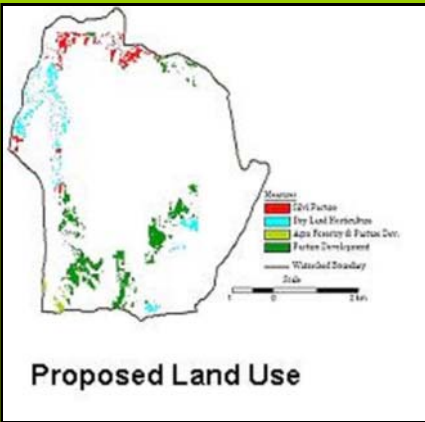 Measures
Silvi Pasture
Dry Land Horticulture
Agro Forestry & Pasture Dev.
Pasture Development
Watershed Boundary
Scale
1 0 2 km
Proposed Land Use